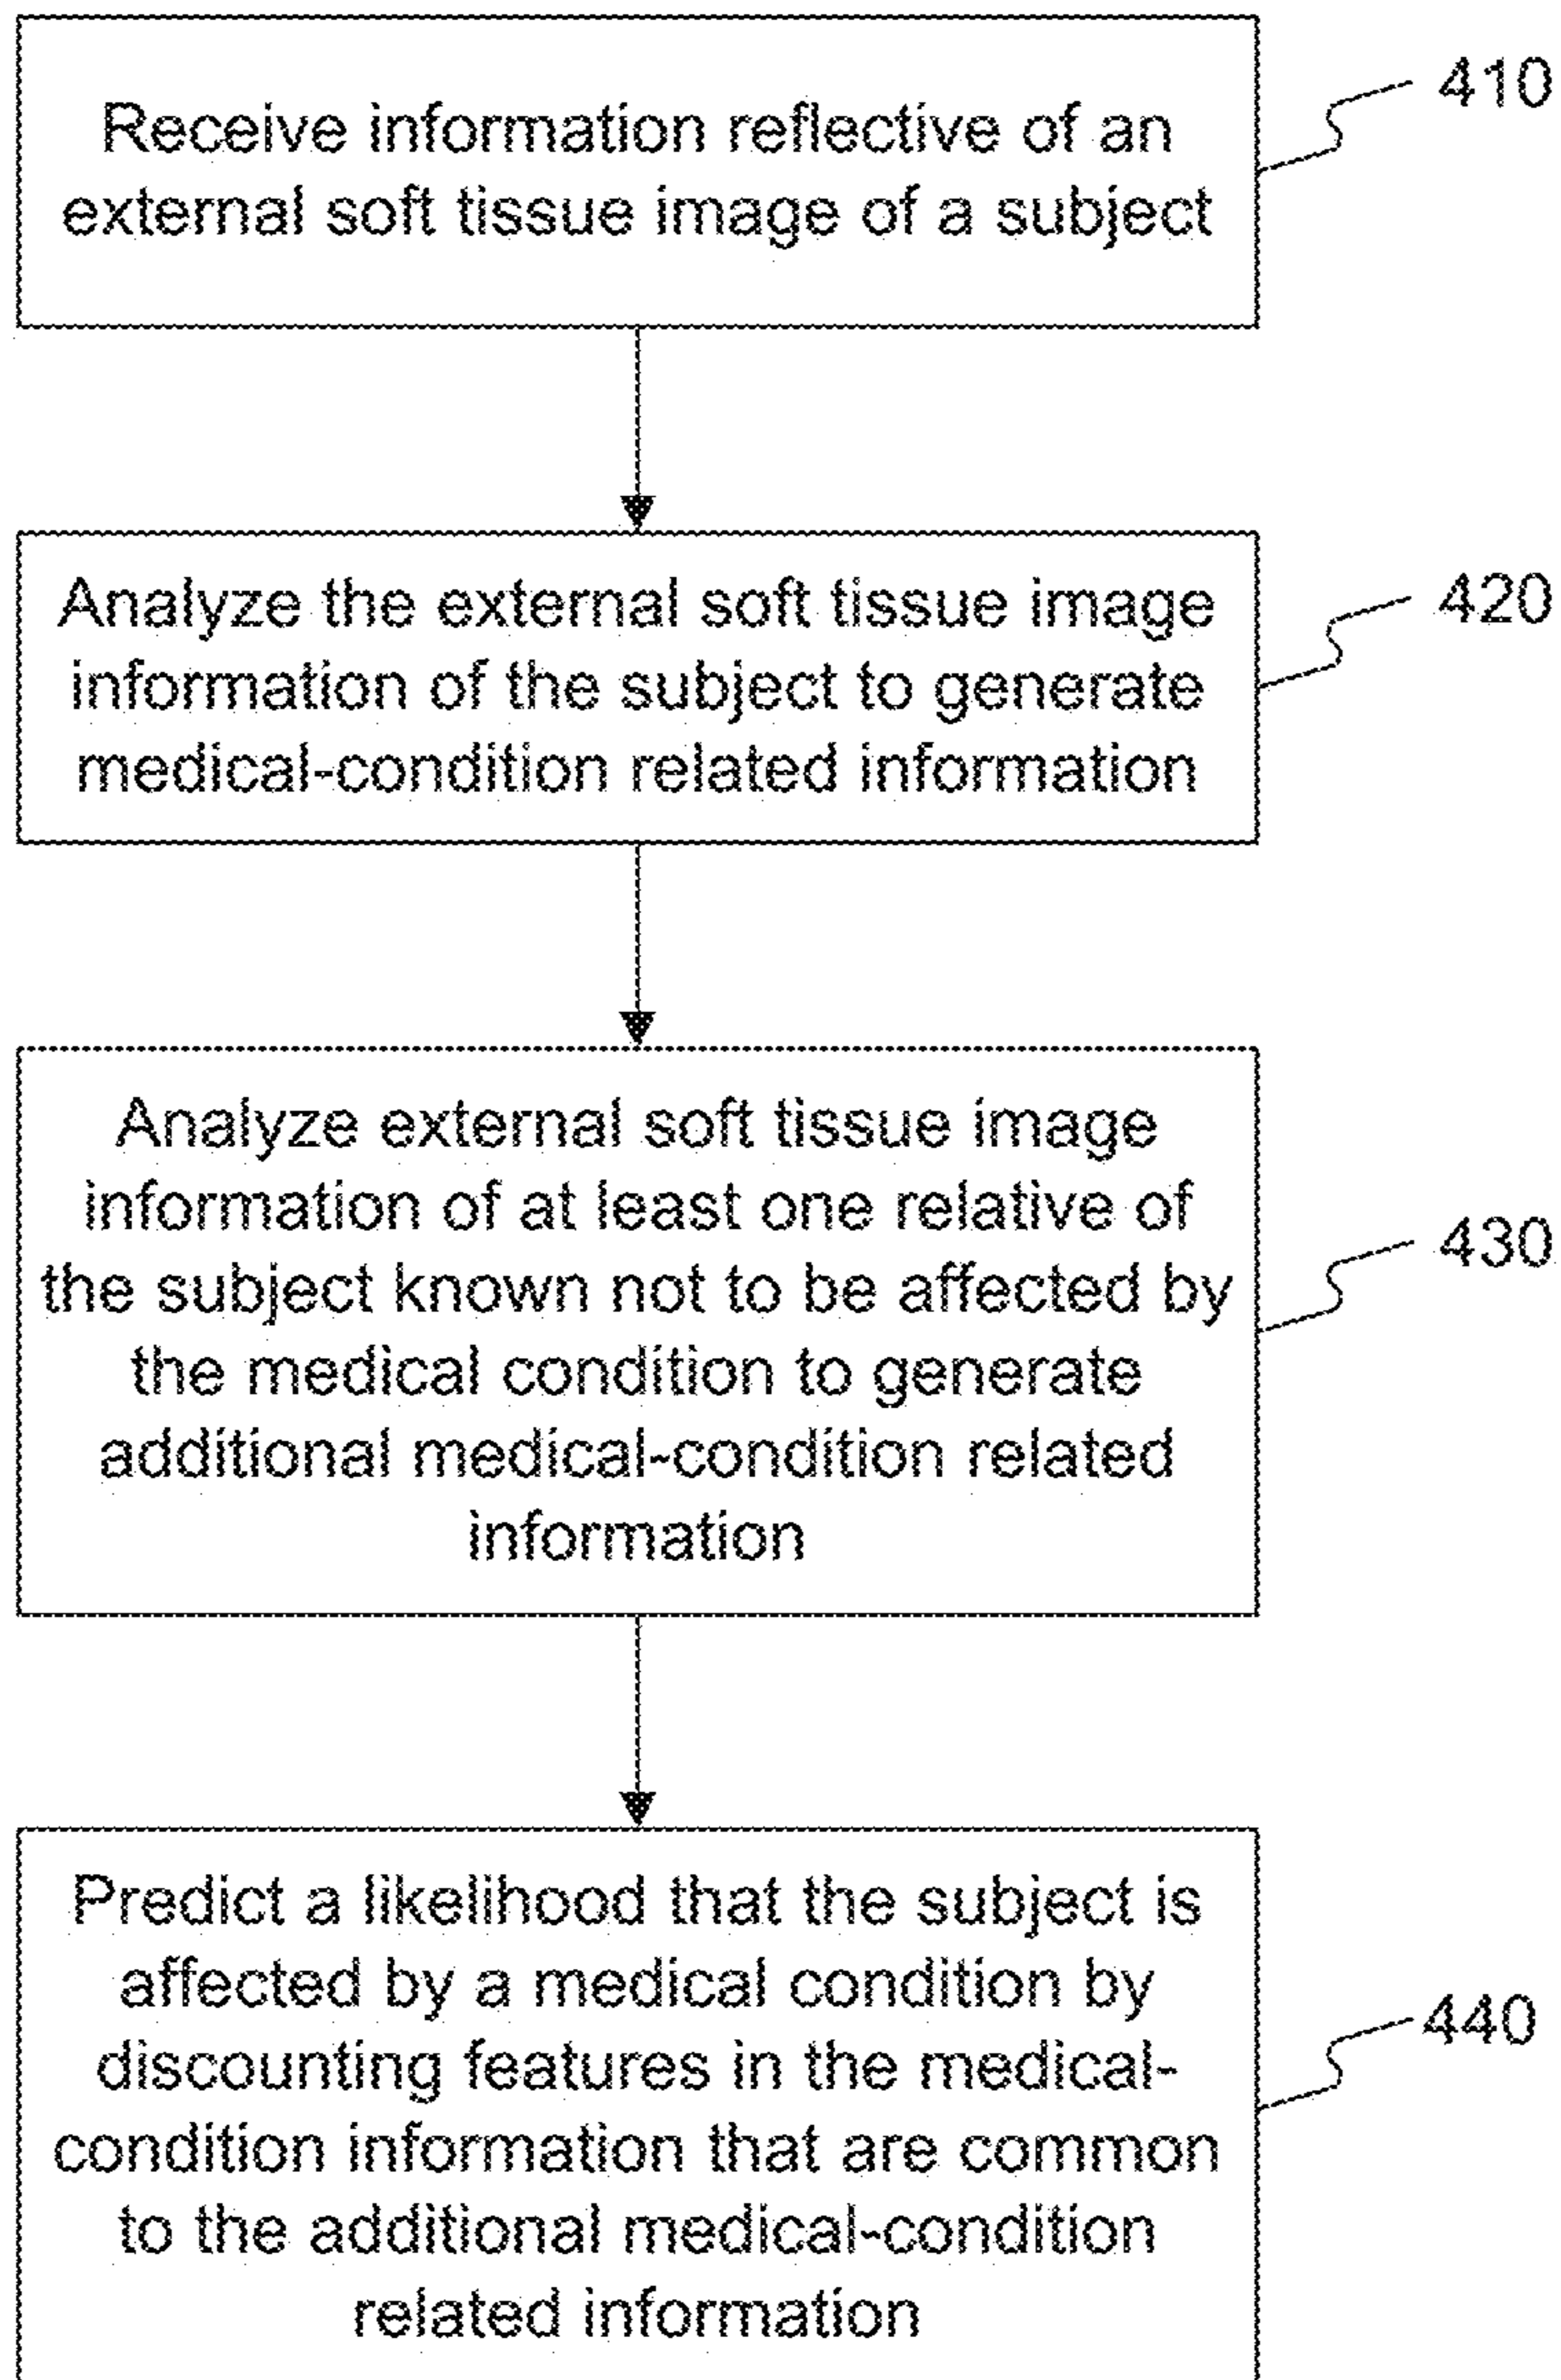 Receive information reflective of an
external soft tissue image of a subject
410
Analyze the external soft tissue image
information of the subject to generate
medical-condition related information
420
Analyze external soft tissue image
information of at least one relative of
the subject known not to be affected by
the medical condition to generate
additional medical-condition related
information
430
Predict a likelihood that the subject is
affected by a medical condition by
discounting features in the medical-
condition information that are common
to the additional medical-condition
related information
440